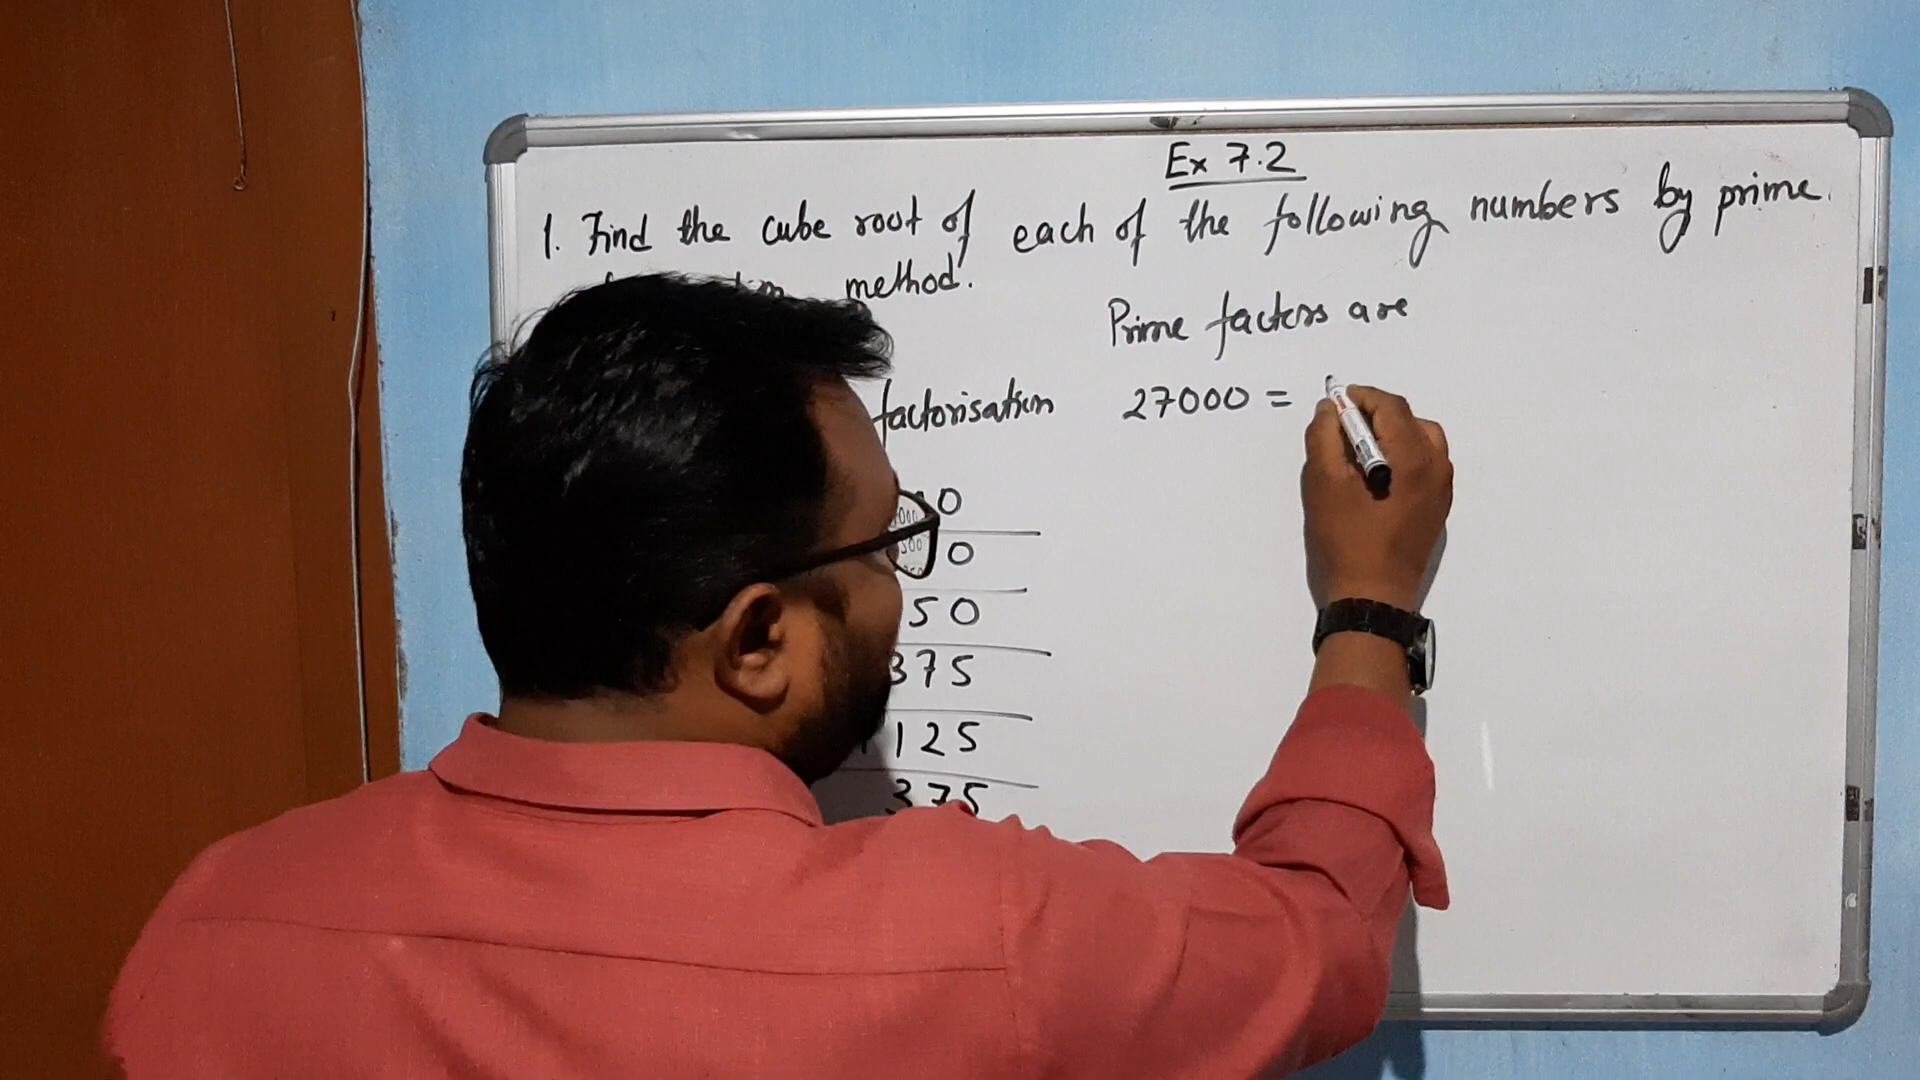 Ex 7.2
1. Find the cube root of each of the following numbers by prime
method.
Prime factors are
factorisation 27000 =
0
0
50
375
125
375